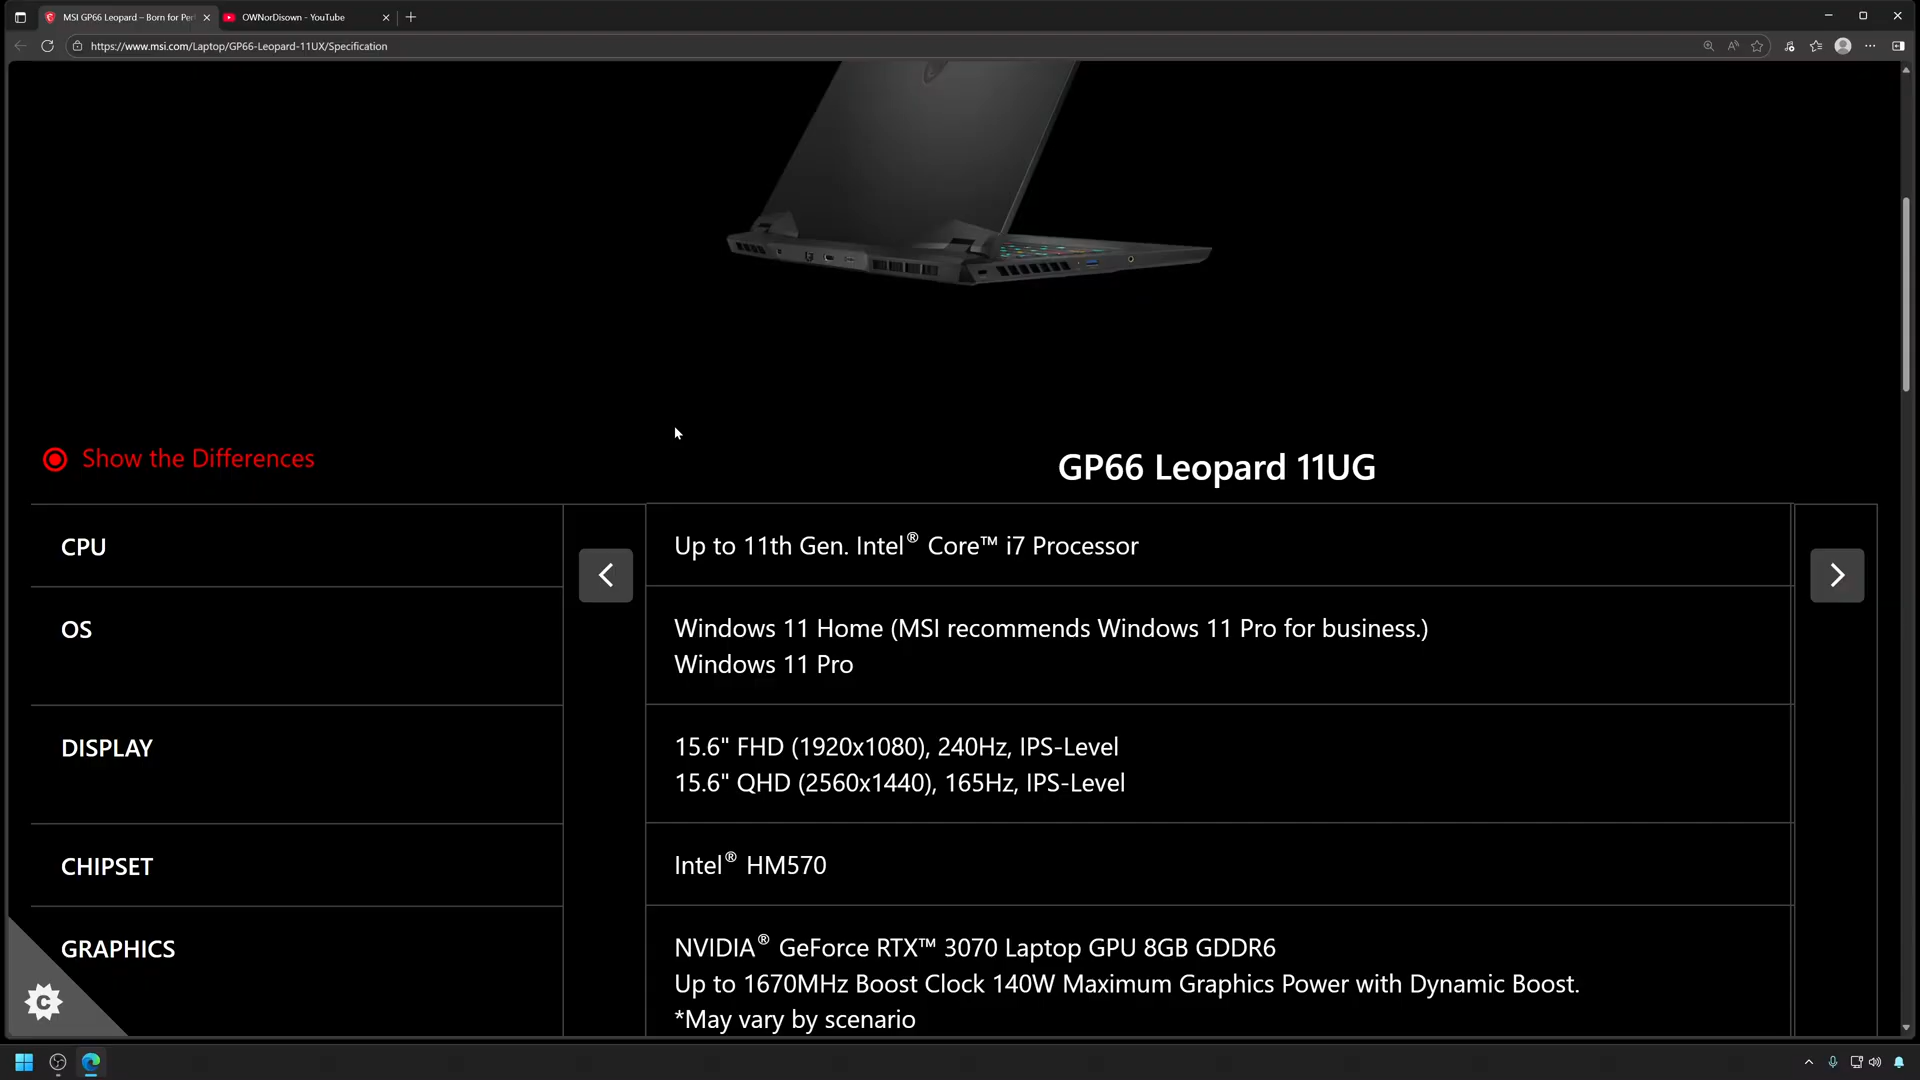 MSI GP66 Leopard – Born for Per
OWNorDisown - YouTube
https://www.msi.com/Laptop/GP66-Leopard-11UX/Specification
Show the Differences
GP66 Leopard 11UG
CPU
Up to 11th Gen. Intel® Core™ i7 Processor
OS
Windows 11 Home (MSI recommends Windows 11 Pro for business.)
Windows 11 Pro
DISPLAY
15.6" FHD (1920x1080), 240Hz, IPS-Level
15.6" QHD (2560x1440), 165Hz, IPS-Level
CHIPSET
Intel® HM570
GRAPHICS
NVIDIA® GeForce RTX™ 3070 Laptop GPU 8GB GDDR6
Up to 1670MHz Boost Clock 140W Maximum Graphics Power with Dynamic Boost.
*May vary by scenario
C